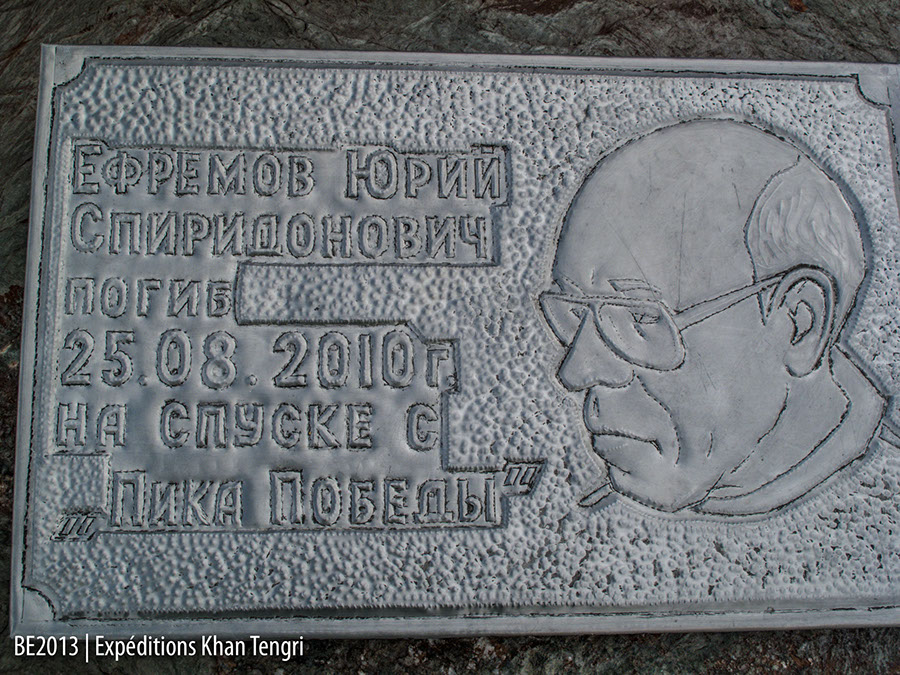 Ефремов Юрий
Спиридонович
погиб
25.08.2010г.
на спуске с
"Пика Победы"
BE2013 | Expéditions Khan Tengri